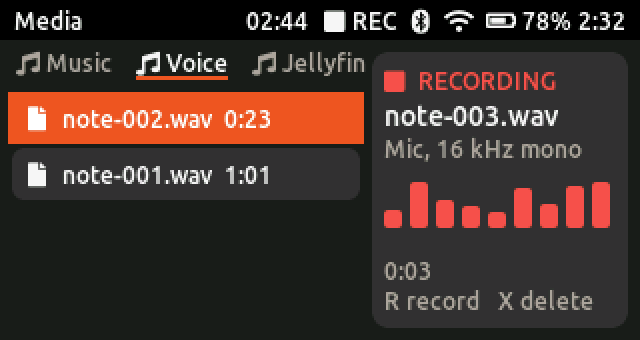 Media 02:44 REC 78% 2:32
Music Voice Jellyfin
note-002.wav 0:23
note-001.wav 1:01
RECORDING
note-003.wav
Mic, 16 kHz mono
0:03
R record X delete